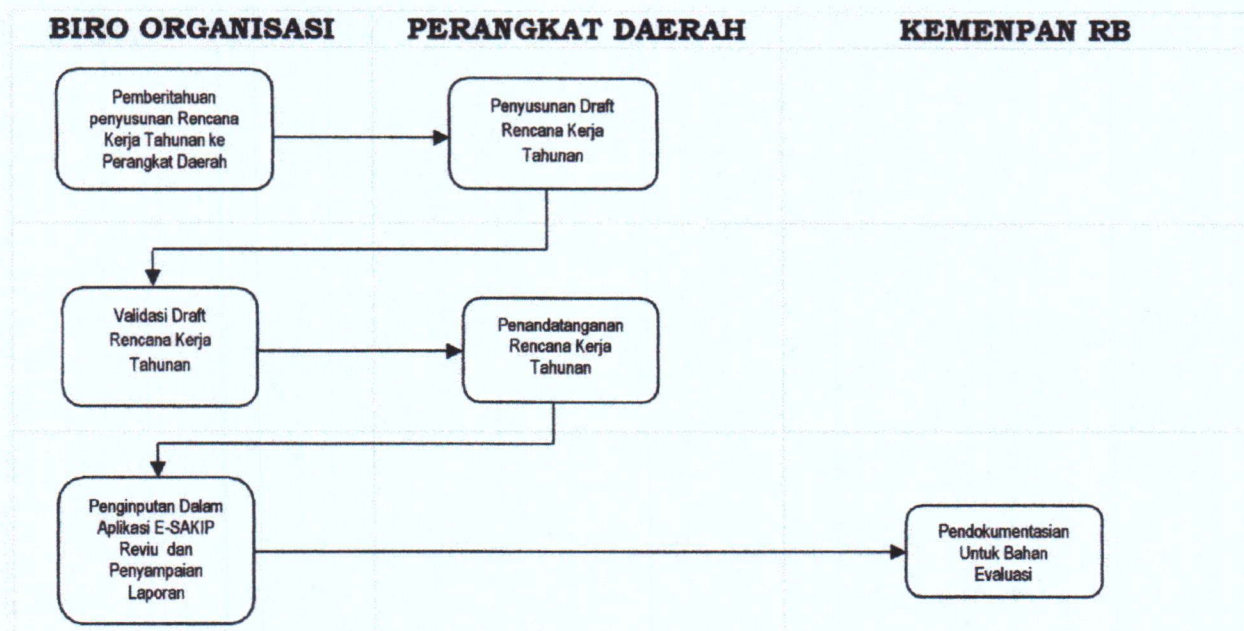 BIRO ORGANISASI PERANGKAT DAERAH KEMENPAN RB
Pemberitahuan
penyusunan Rencana
Kerja Tahunan ke
Perangkat Daerah
Penyusunan Draft
Rencana Kerja
Tahunan
Validasi Draft
Rencana Kerja
Tahunan
Penandatanganan
Rencana Kerja
Tahunan
Penginputan Dalam
Aplikasi E-SAKIP
Reviu dan
Penyampaian
Laporan
Pendokumentasian
Untuk Bahan
Evaluasi